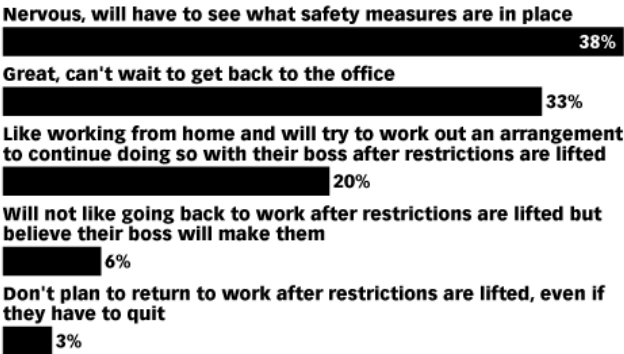 Nervous, will have to see what safety measures are in place
38%
Great, can't wait to get back to the office
33%
Like working from home and will try to work out an arrangement
to continue doing so with their boss after restrictions are lifted
20%
Will not like going back to work after restrictions are lifted but
believe their boss will make them
6%
Don't plan to return to work after restrictions are lifted, even if
they have to quit
3%